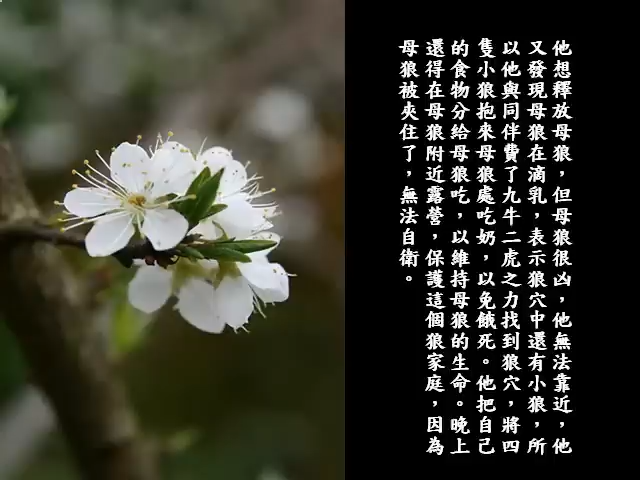 他想釋放母狼，但母狼很凶，他無法靠近，他
又發現母狼在滴乳，表示狼穴中還有小狼，所
以他與同伴費了九牛二虎之力找到狼穴，將四
隻小狼抱來母狼處吃奶，以免餓死。他把自己
的食物分給母狼吃，以維持母狼的生命。晚上
還得在母狼附近露營，保護這個狼家庭，因為
母狼被夾住了，無法自衛。